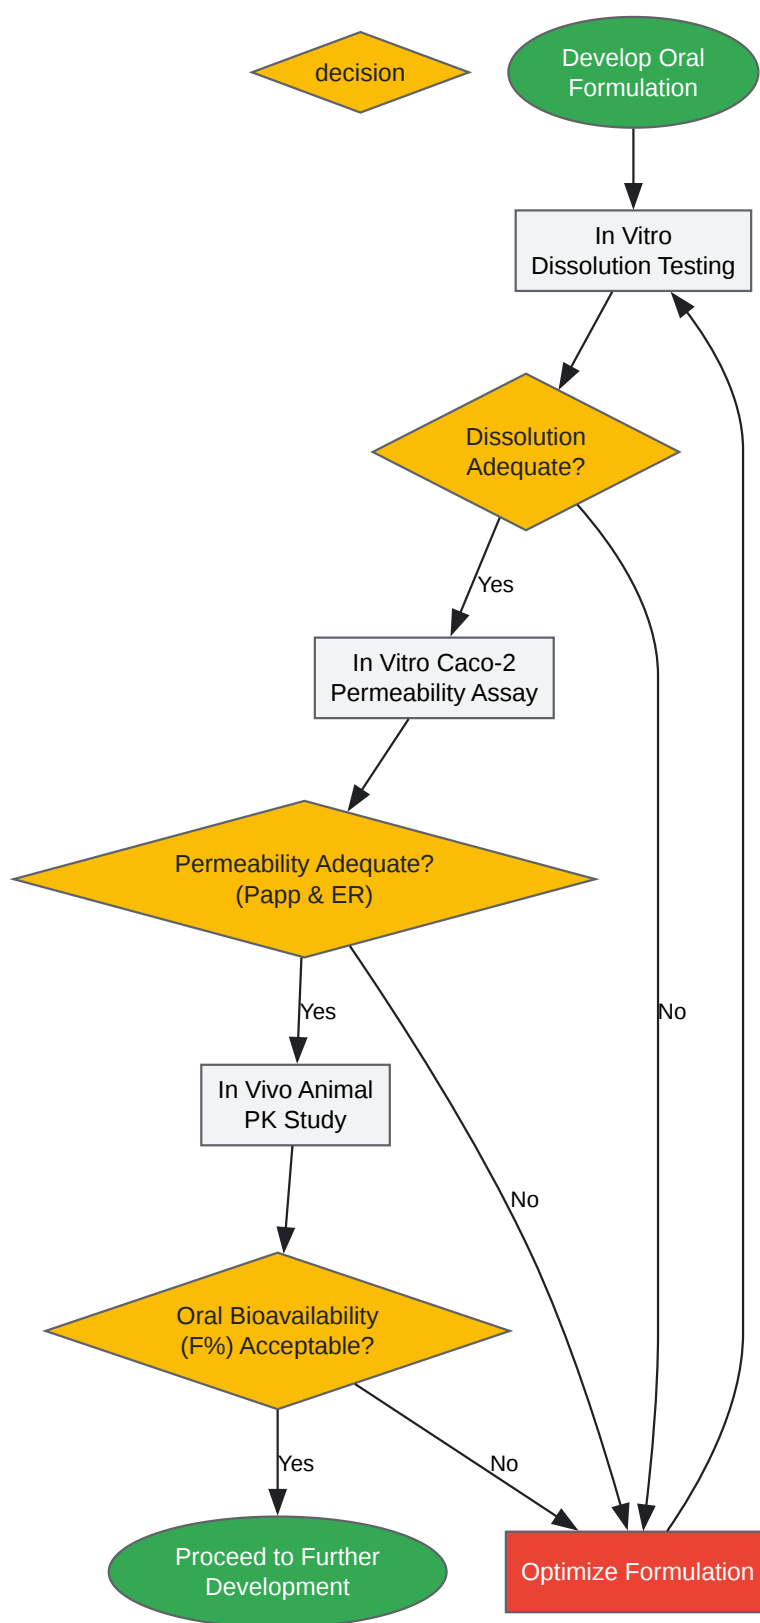 decision
Develop Oral
Formulation
In Vitro
Dissolution Testing
Dissolution
Adequate?
Yes
In Vitro Caco-2
Permeability Assay
Permeability Adequate?
(Papp & ER)
Yes
No
In Vivo Animal
PK Study
No
Oral Bioavailability
(F%) Acceptable?
Yes
No
Proceed to Further
Development
Optimize Formulation